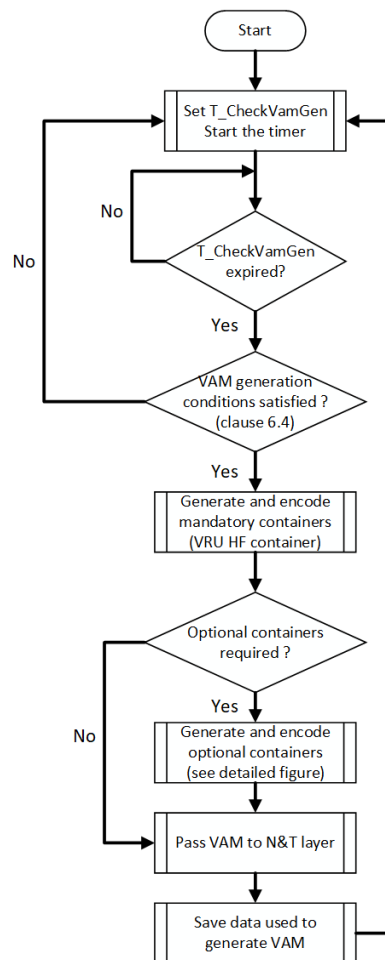 Start
Set T_CheckVamGen
Start the timer
No
T_CheckVamGen
expired?
No
Yes
VAM generation
conditions satisfied ?
(clause 6.4)
Yes
Generate and encode
mandatory containers
(VRU HF container)
Optional containers
required ?
Yes
No
Generate and encode
optional containers
(see detailed figure)
Pass VAM to N&T layer
Save data used to
generate VAM